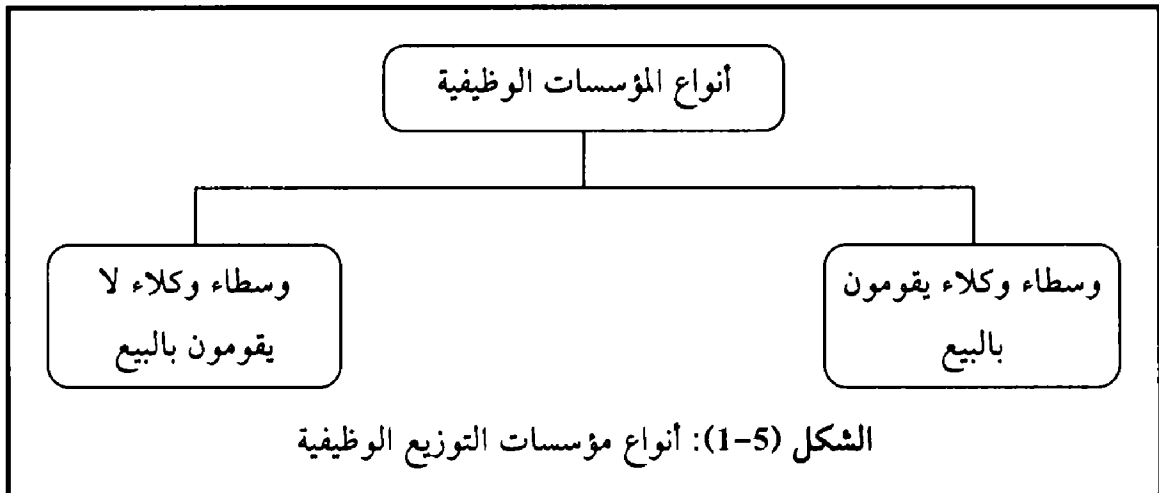 أنواع المؤسسات الوظيفية
وسطاء وكلاء يقومون
بالبيع
وسطاء وكلاء لا
يقومون بالبيع
الشكل (5-1): أنواع مؤسسات التوزيع الوظيفية